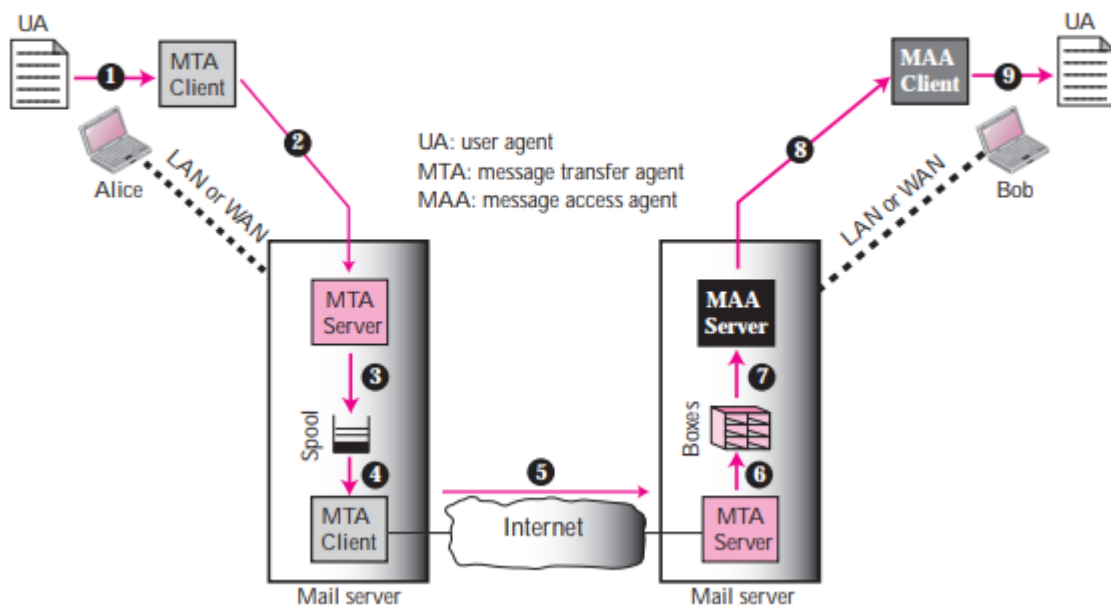 UA
1
MTA
Client
2
Alice
LAN or WAN
UA: user agent
MTA: message transfer agent
MAA: message access agent
MTA
Server
3
Spool
4
MTA
Client
Mail server
5
Internet
MTA
Server
6
Boxes
7
MAA
Server
Mail server
8
MAA
Client
9
UA
Bob
LAN or WAN